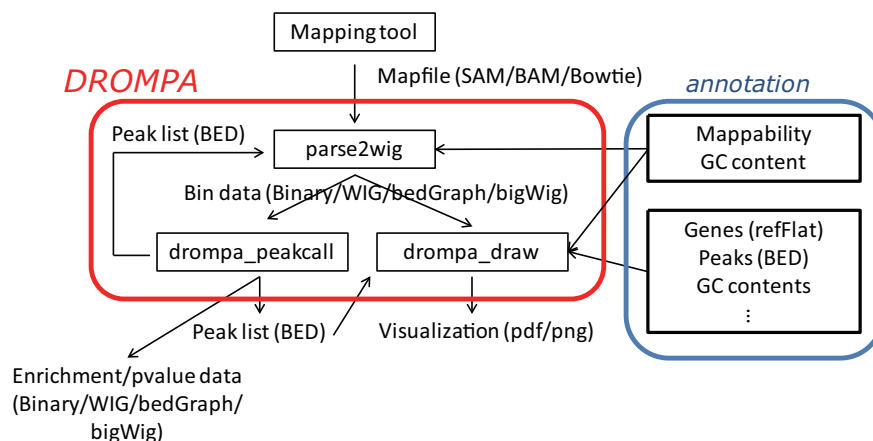 Mapping tool
DROMPA
Mapfile (SAM/BAM/Bowtie)
annotation
Peak list (BED)
parse2wig
Mappability
GC content
Bin data (Binary/WIG/bedGraph/bigWig)
drompa_peakcall
drompa_draw
Genes (refFlat)
Peaks (BED)
GC contents
⋮
Peak list (BED)
Visualization (pdf/png)
Enrichment/pvalue data
(Binary/WIG/bedGraph/
bigWig)